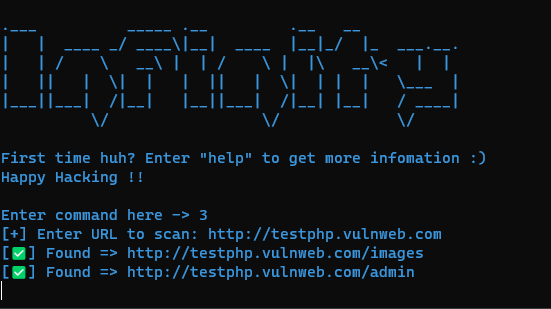 Infinity
First time huh? Enter "help" to get more infomation :)
Happy Hacking !!
Enter command here -> 3
[+] Enter URL to scan: http://testphp.vulnweb.com
[✅] Found => http://testphp.vulnweb.com/images
[✅] Found => http://testphp.vulnweb.com/admin